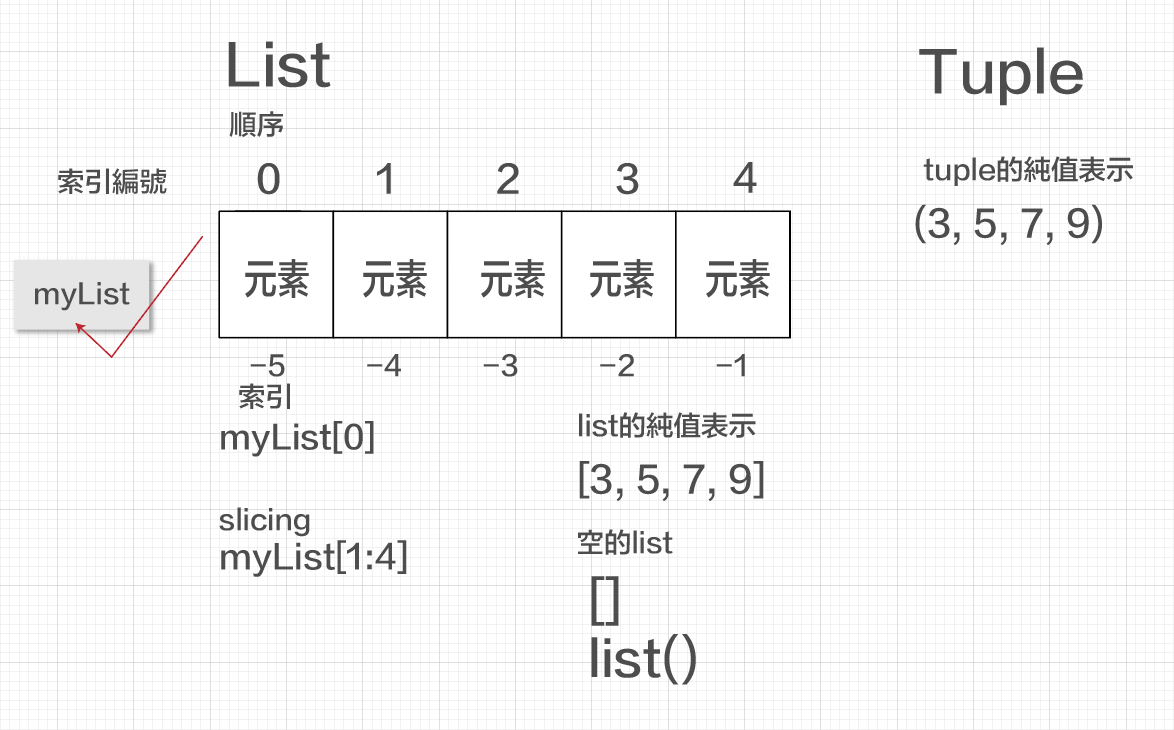 List
順序
索引編號 0 1 2 3 4
元素 元素 元素 元素 元素
myList
-5 -4 -3 -2 -1
索引
myList[0]
slicing
myList[1:4]
list的純值表示
[3, 5, 7, 9]
空的list
[]
list()
Tuple
tuple的純值表示
(3, 5, 7, 9)